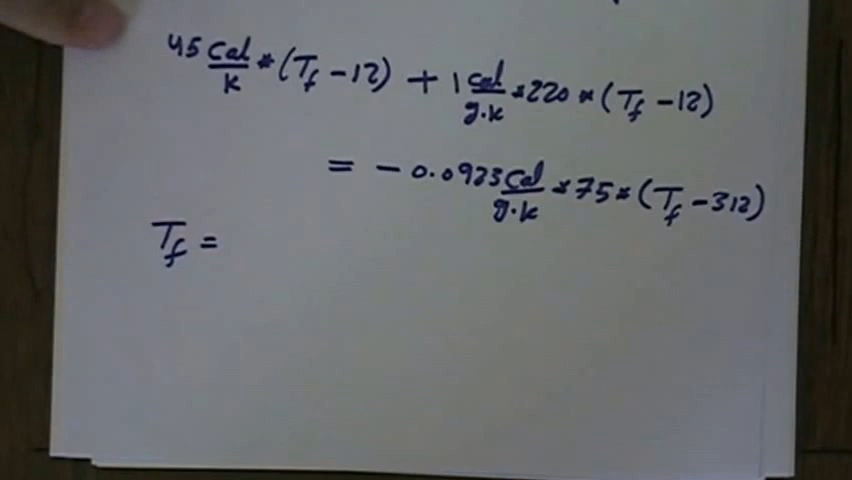 45 cal/K * (Tf - 12) + 1 cal/g.K * 220 * (Tf - 12)
= - 0.0923 cal/g.K * 75 * (Tf - 312)
Tf =